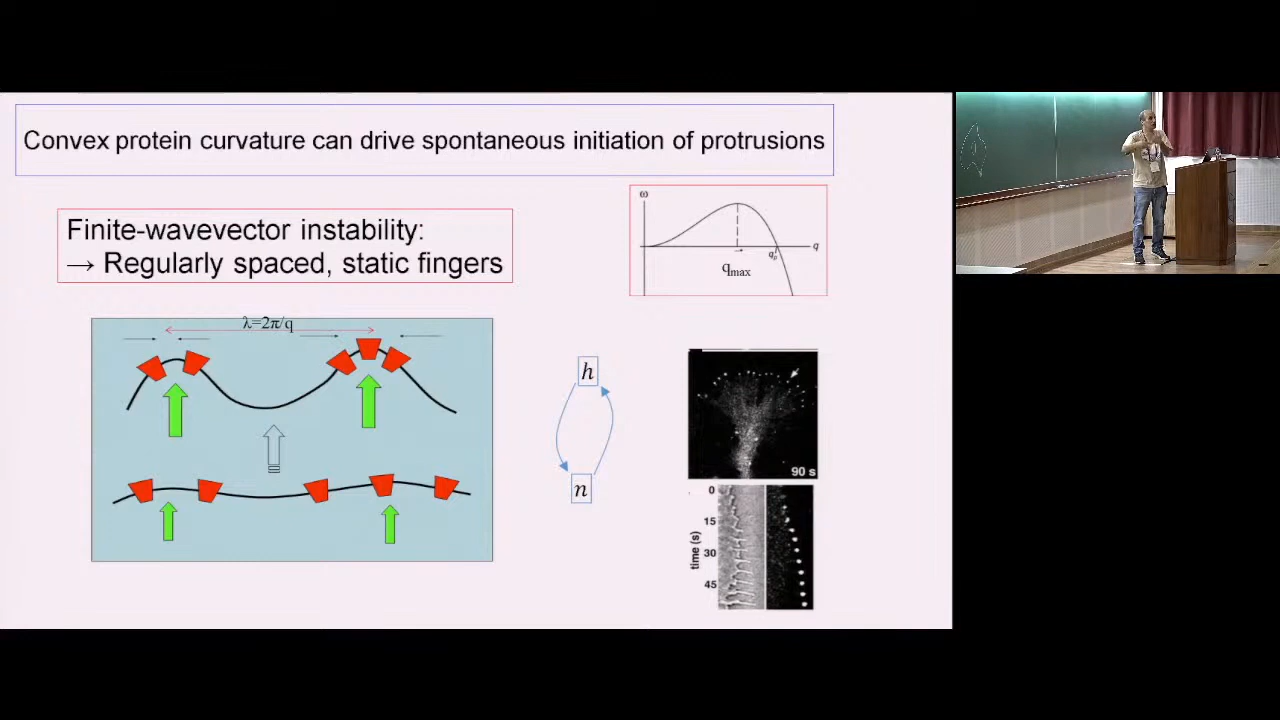 Convex protein curvature can drive spontaneous initiation of protrusions
Finite-wavevector instability:
→ Regularly spaced, static fingers
ω
q
qmax
λ=2π/q
h
n
90 s
0
15
30
45
time (s)